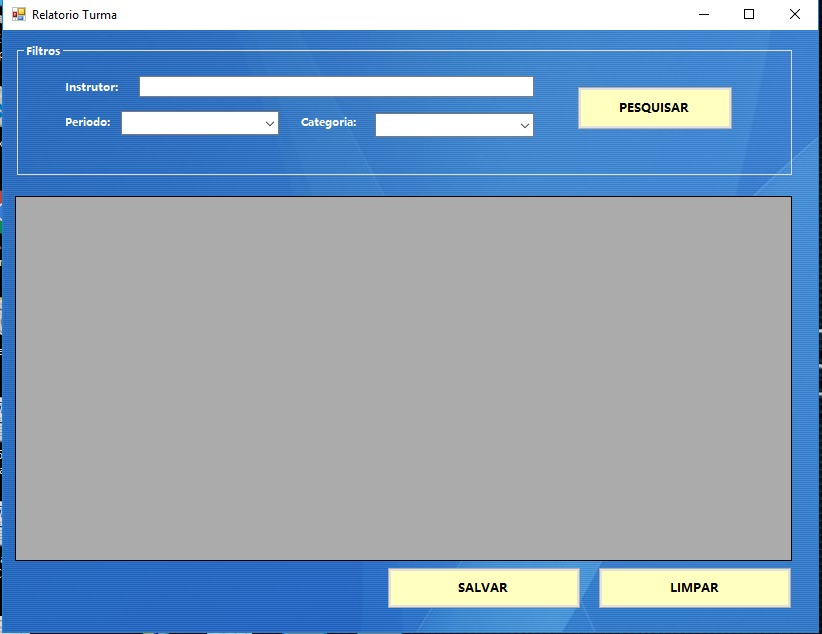 Relatorio Turma
Filtros
Instrutor:
PESQUISAR
Periodo:
Categoria:
SALVAR
LIMPAR